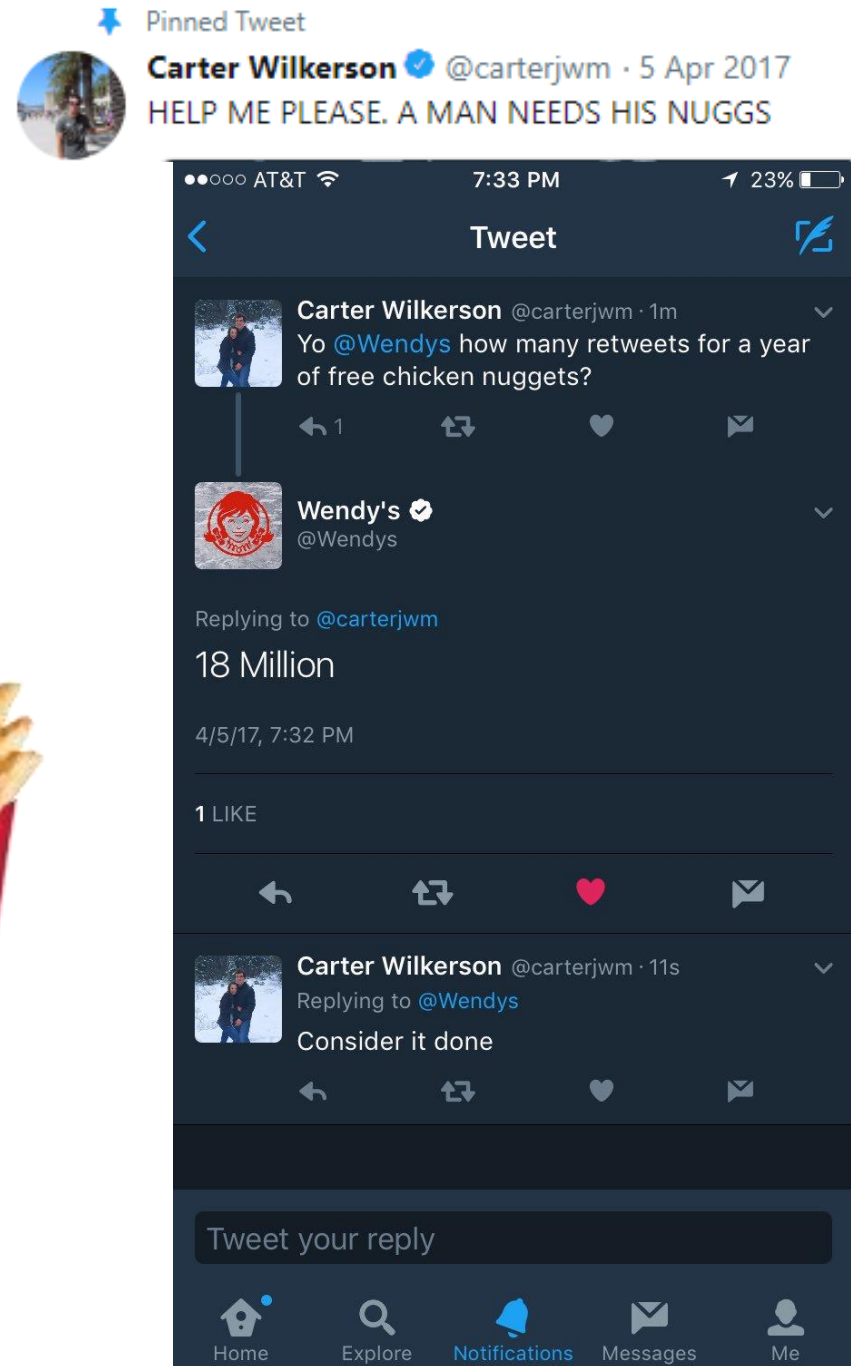 Pinned Tweet
Carter Wilkerson @carterjwm · 5 Apr 2017
HELP ME PLEASE. A MAN NEEDS HIS NUGGS
AT&T 7:33 PM 23%
Tweet
Carter Wilkerson @carterjwm · 1m
Yo @Wendys how many retweets for a year
of free chicken nuggets?
1
Wendy's
@Wendys
Replying to @carterjwm
18 Million
4/5/17, 7:32 PM
1 LIKE
Carter Wilkerson @carterjwm · 11s
Replying to @Wendys
Consider it done
Tweet your reply
Home Explore Notifications Messages Me